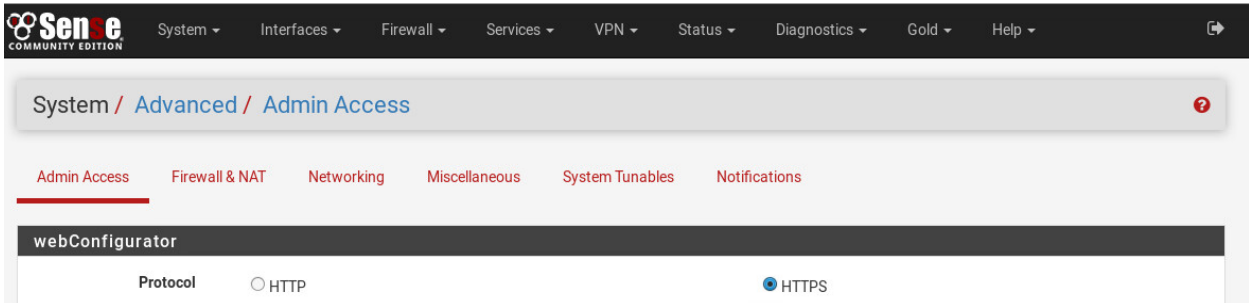 Sense
COMMUNITY EDITION
System Interfaces Firewall Services VPN Status Diagnostics Gold Help
System / Advanced / Admin Access
Admin Access Firewall & NAT Networking Miscellaneous System Tunables Notifications
webConfigurator
Protocol HTTP HTTPS